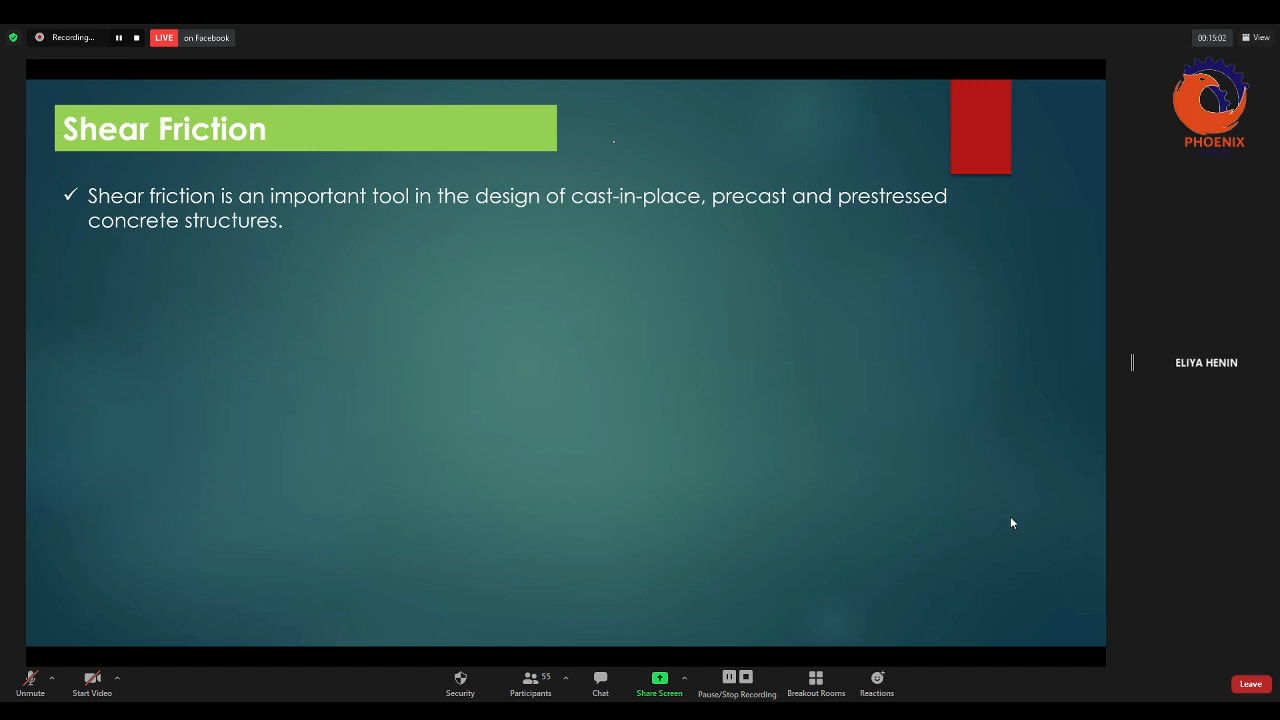 Recording...
LIVE on Facebook
00:15:02
View
PHOENIX
Shear Friction
✓ Shear friction is an important tool in the design of cast-in-place, precast and prestressed
concrete structures.
ELIYA HENIN
Unmute
Start Video
Security
55
Participants
Chat
Share Screen
Pause/Stop Recording
Breakout Rooms
Reactions
Leave